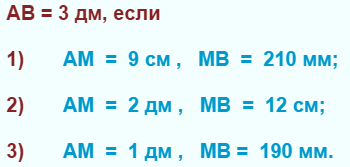 АВ = 3 дм, если
1) АМ = 9 см , МВ = 210 мм;
2) АМ = 2 дм , МВ = 12 см;
3) АМ = 1 дм , МВ = 190 мм.